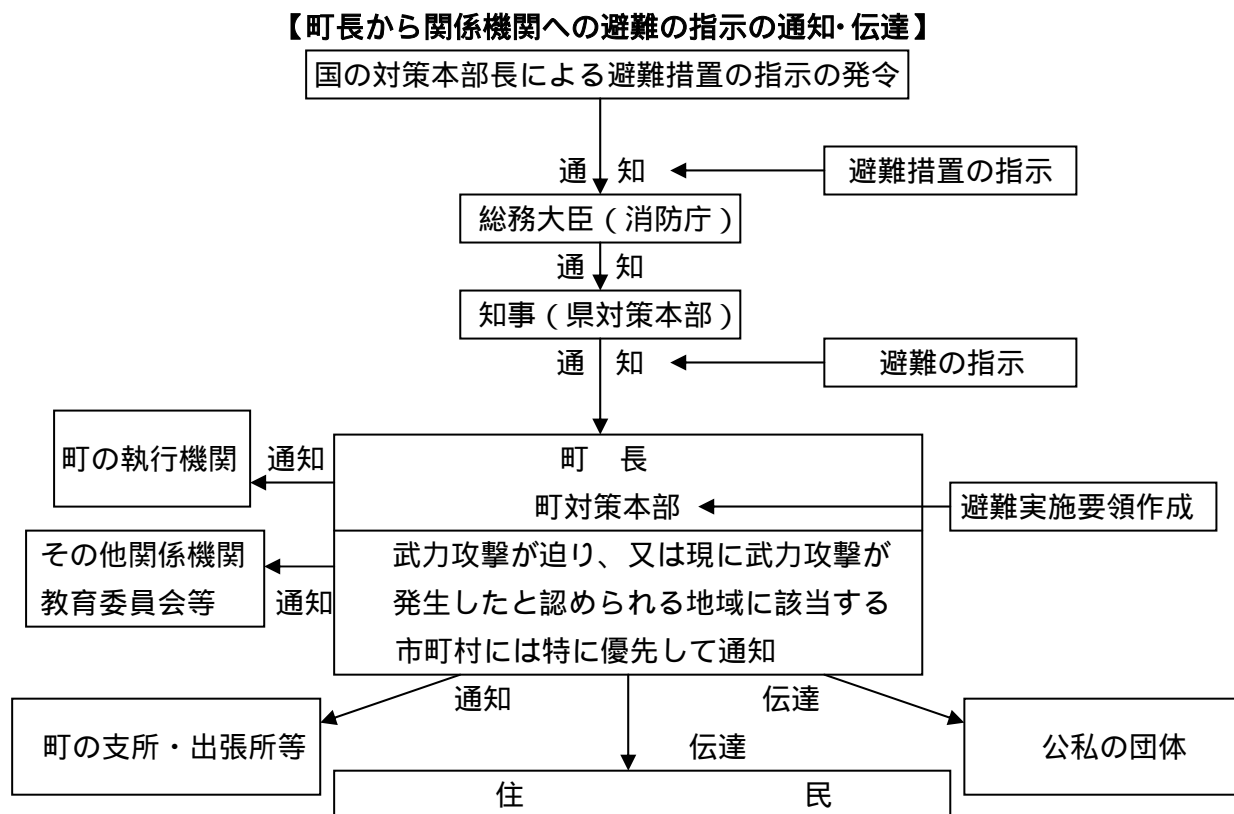 【町長から関係機関への避難の指示の通知・伝達】
国の対策本部長による避難措置の指示の発令
通 知
避難措置の指示
総務大臣(消防庁)
通 知
知事(県対策本部)
通 知
避難の指示
町の執行機関
通知
町 長
町対策本部
避難実施要領作成
その他関係機関
教育委員会等
通知
武力攻撃が迫り、又は現に武力攻撃が
発生したと認められる地域に該当する
市町村には特に優先して通知
通知
伝達
町の支所・出張所等
伝達
公私の団体
住 民